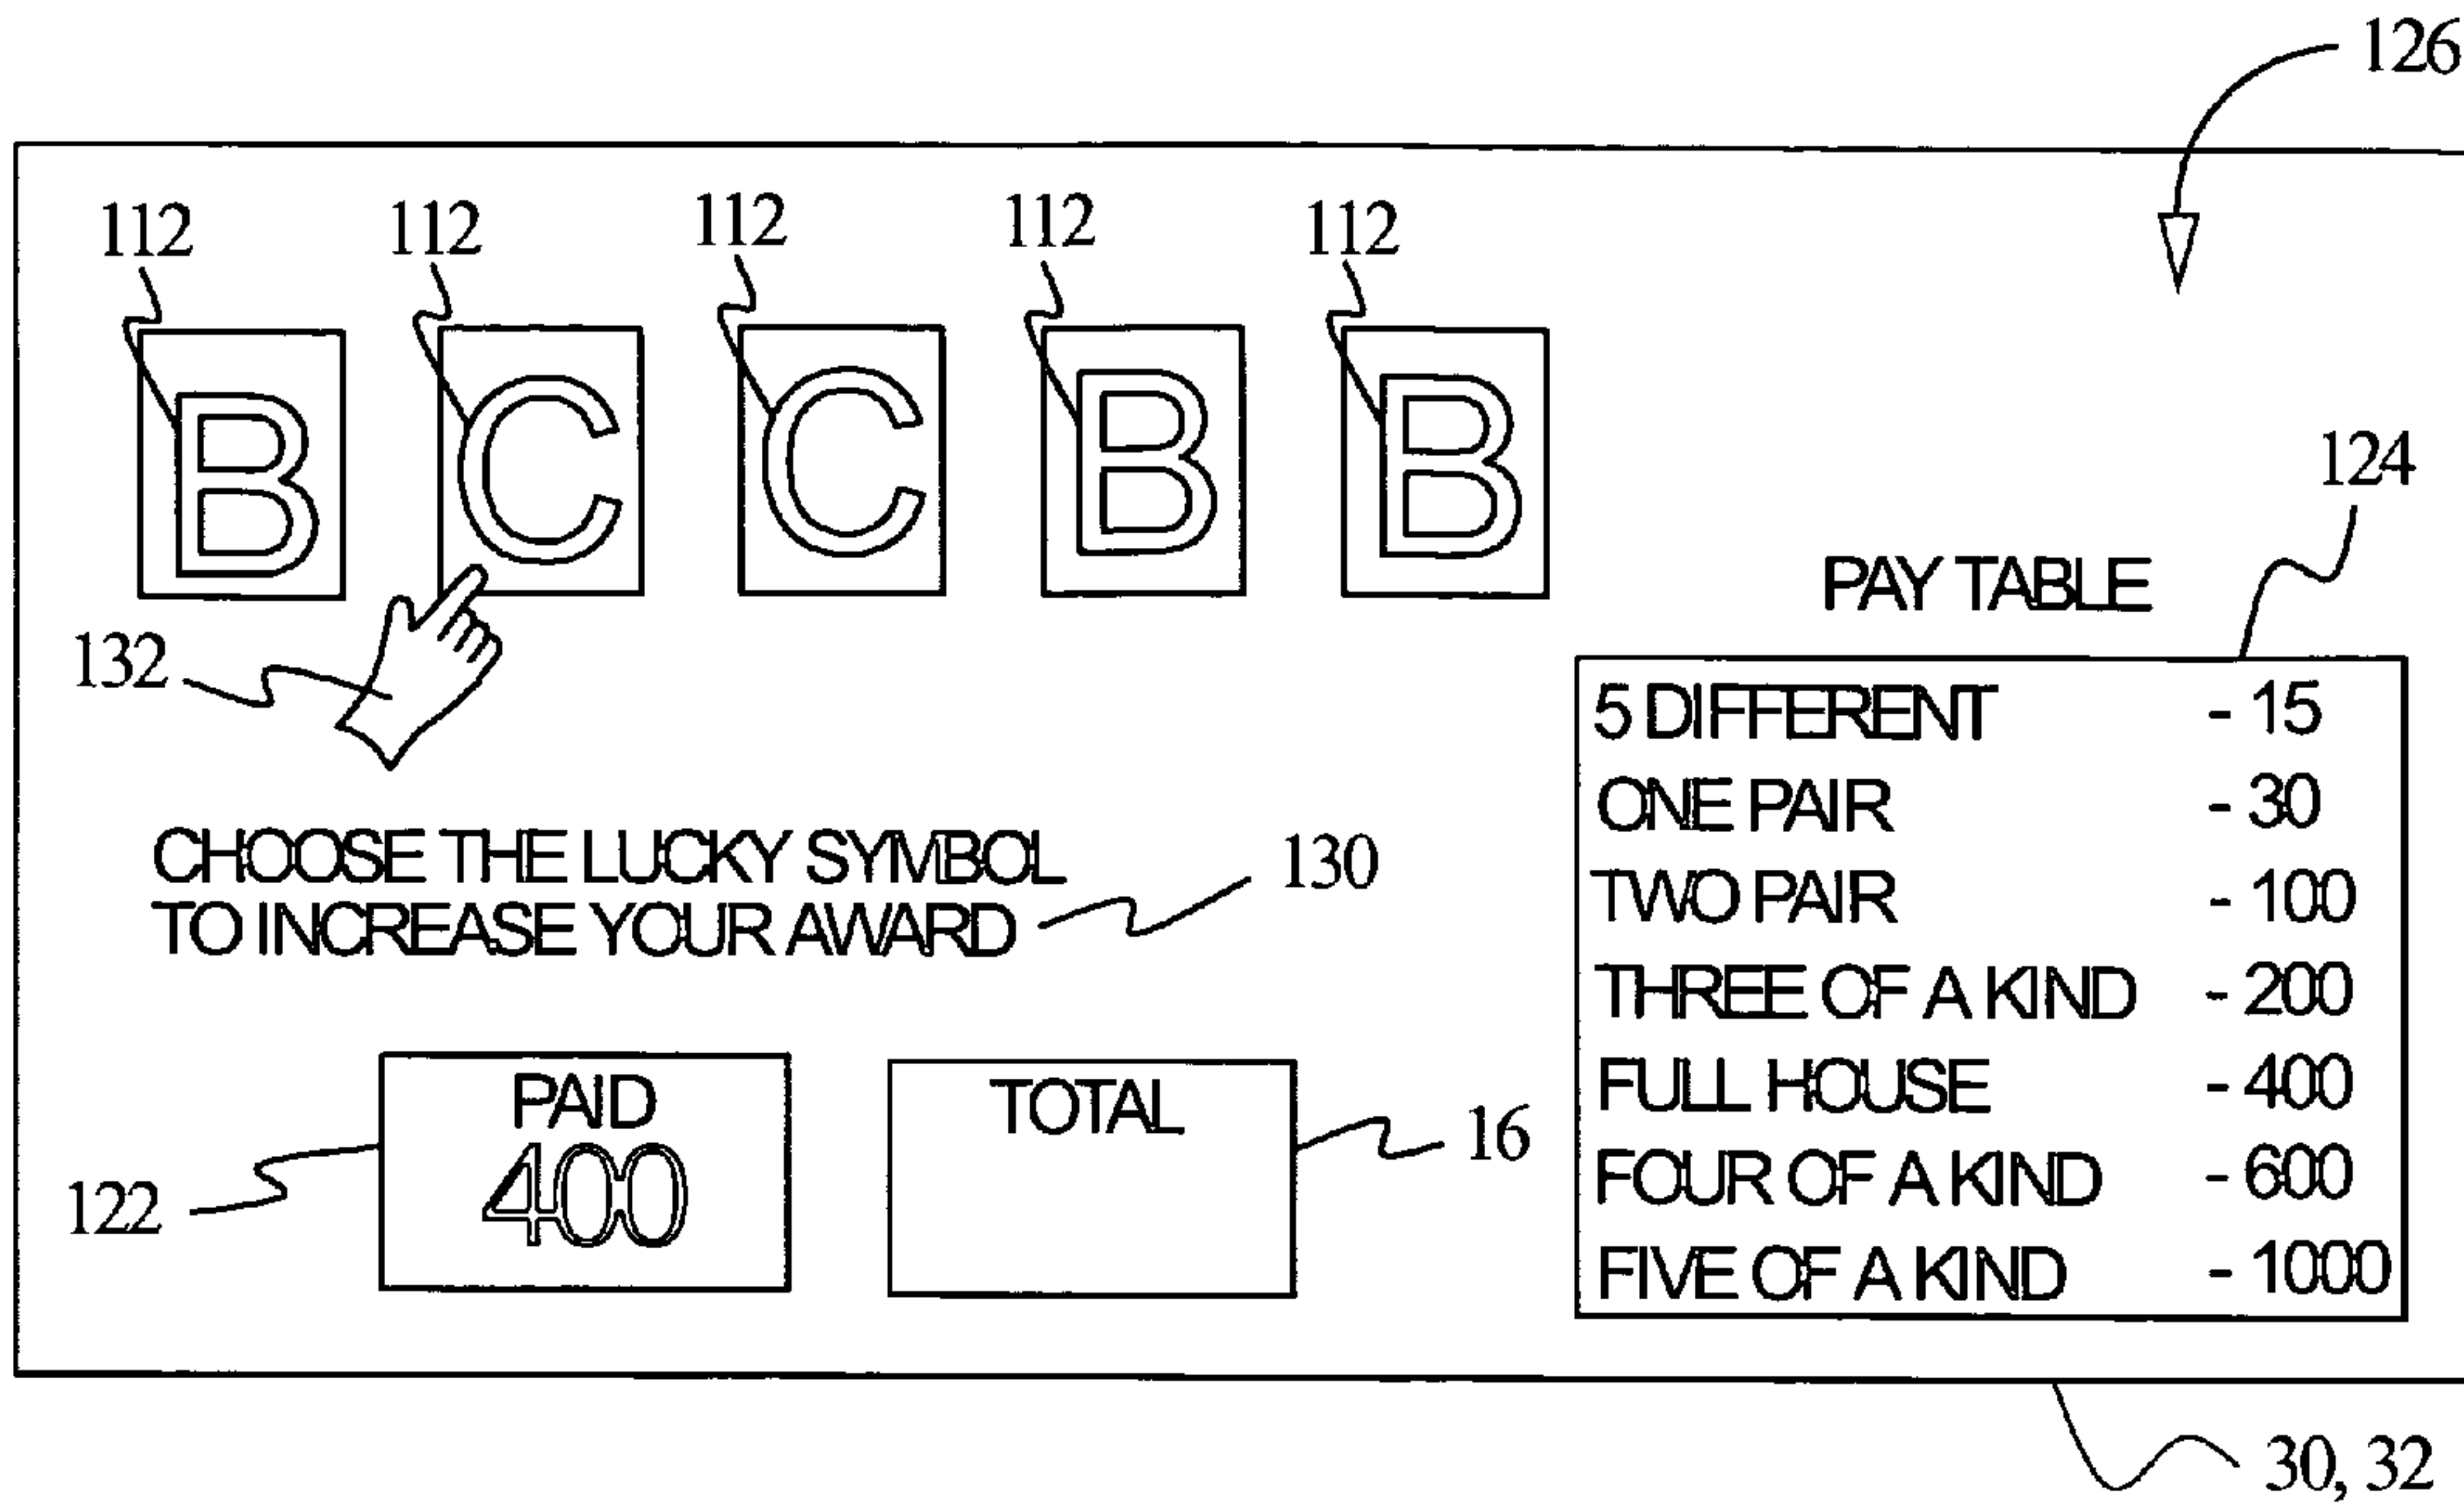 126
112 112 112 112 112
B C C B B
124
PAY TABLE
132
5 DIFFERENT - 15
ONE PAIR - 30
TWO PAIR - 100
THREE OF A KIND - 200
FULL HOUSE - 400
FOUR OF A KIND - 600
FIVE OF A KIND - 1000
CHOOSE THE LUCKY SYMBOL
TO INCREASE YOUR AWARD
130
PAID
400
TOTAL
16
122
30, 32